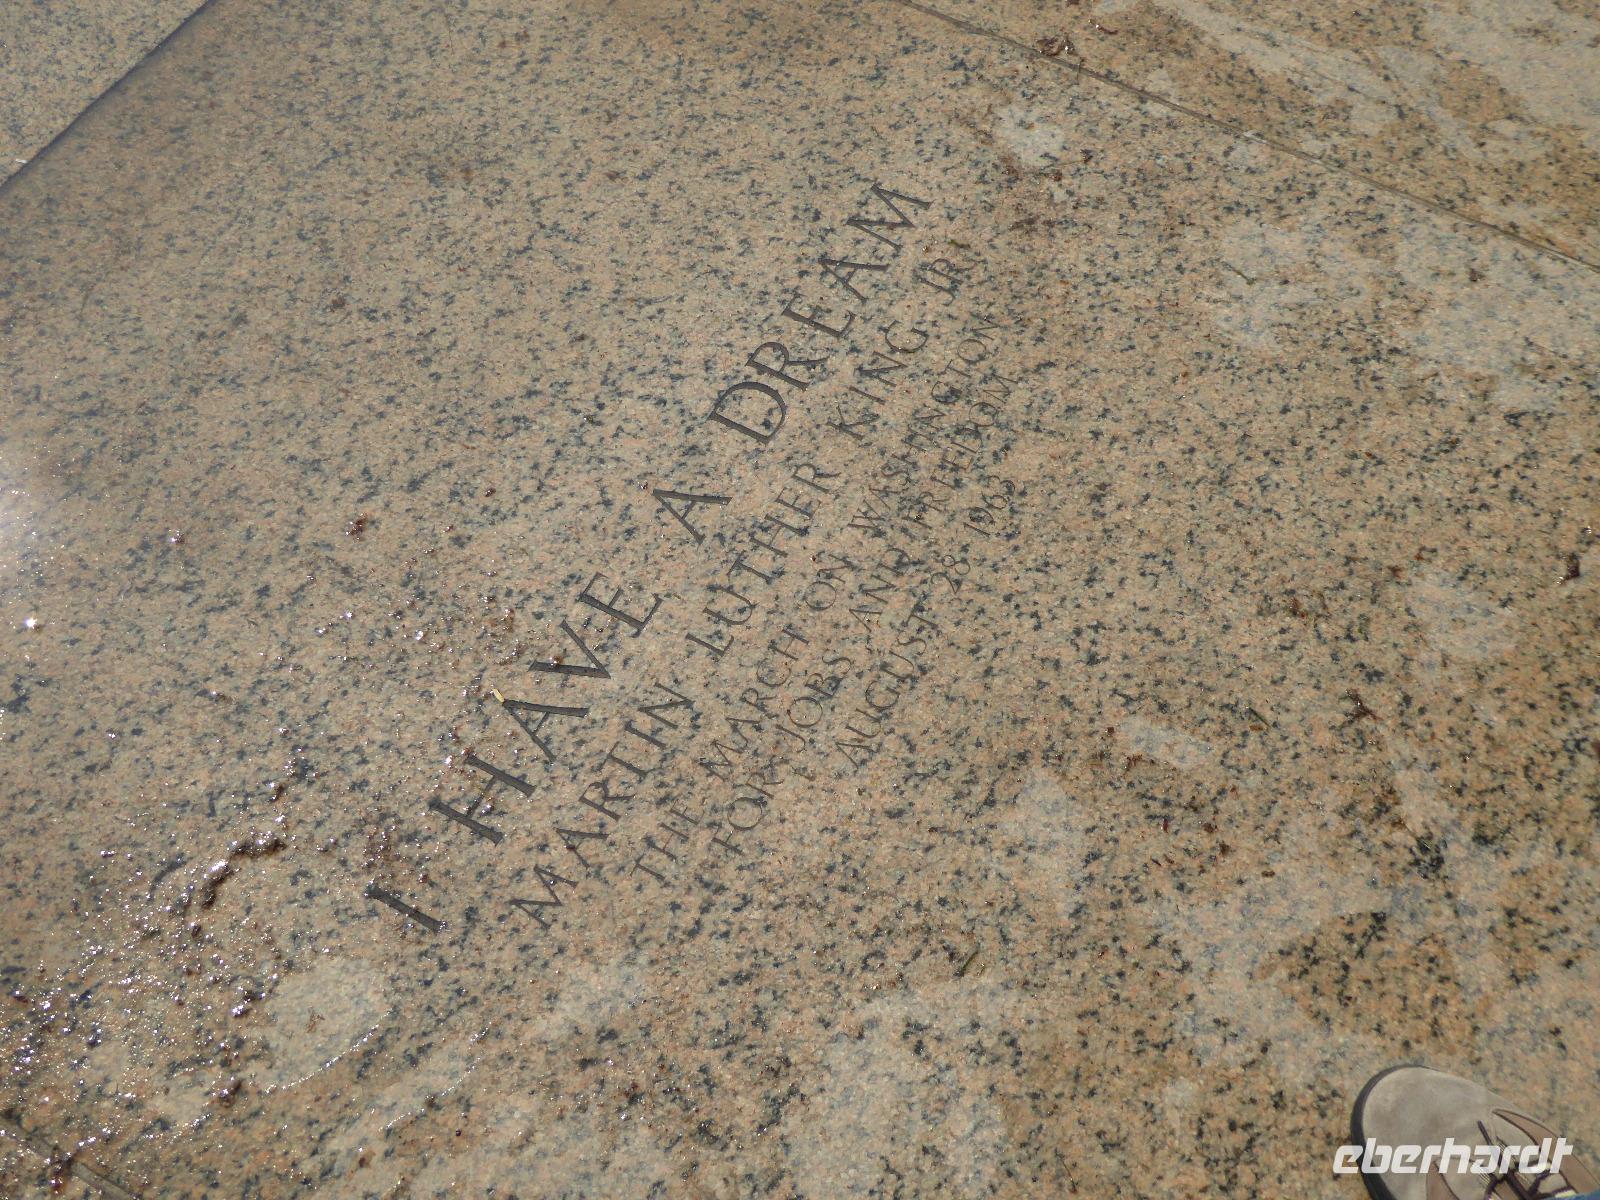 I HAVE A DREAM
MARTIN LUTHER KING JR.
THE MARCH ON WASHINGTON
FOR JOBS AND FREEDOM
AUGUST 28 1963
eberhardt